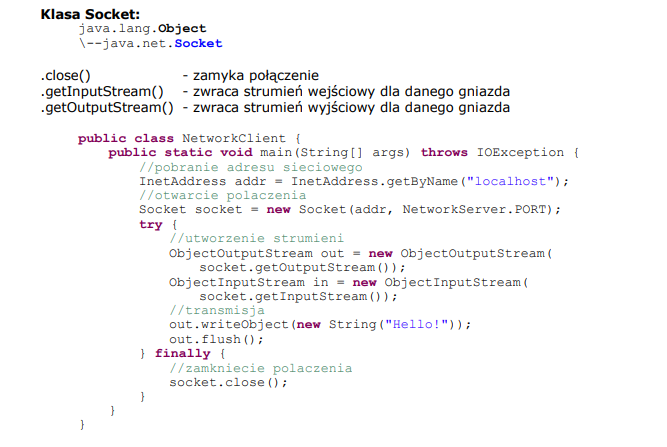 Klasa Socket:
java.lang.Object
\--java.net.Socket
.close() - zamyka połączenie
.getInputStream() - zwraca strumień wejściowy dla danego gniazda
.getOutputStream() - zwraca strumień wyjściowy dla danego gniazda
public class NetworkClient {
public static void main(String[] args) throws IOException {
//pobranie adresu sieciowego
InetAddress addr = InetAddress.getByName("localhost");
//otwarcie polaczenia
Socket socket = new Socket(addr, NetworkServer.PORT);
try {
//utworzenie strumieni
ObjectOutputStream out = new ObjectOutputStream(
socket.getOutputStream());
ObjectInputStream in = new ObjectInputStream(
socket.getInputStream());
//transmisja
out.writeObject(new String("Hello!"));
out.flush();
} finally {
//zamkniecie polaczenia
socket.close();
}
}
}